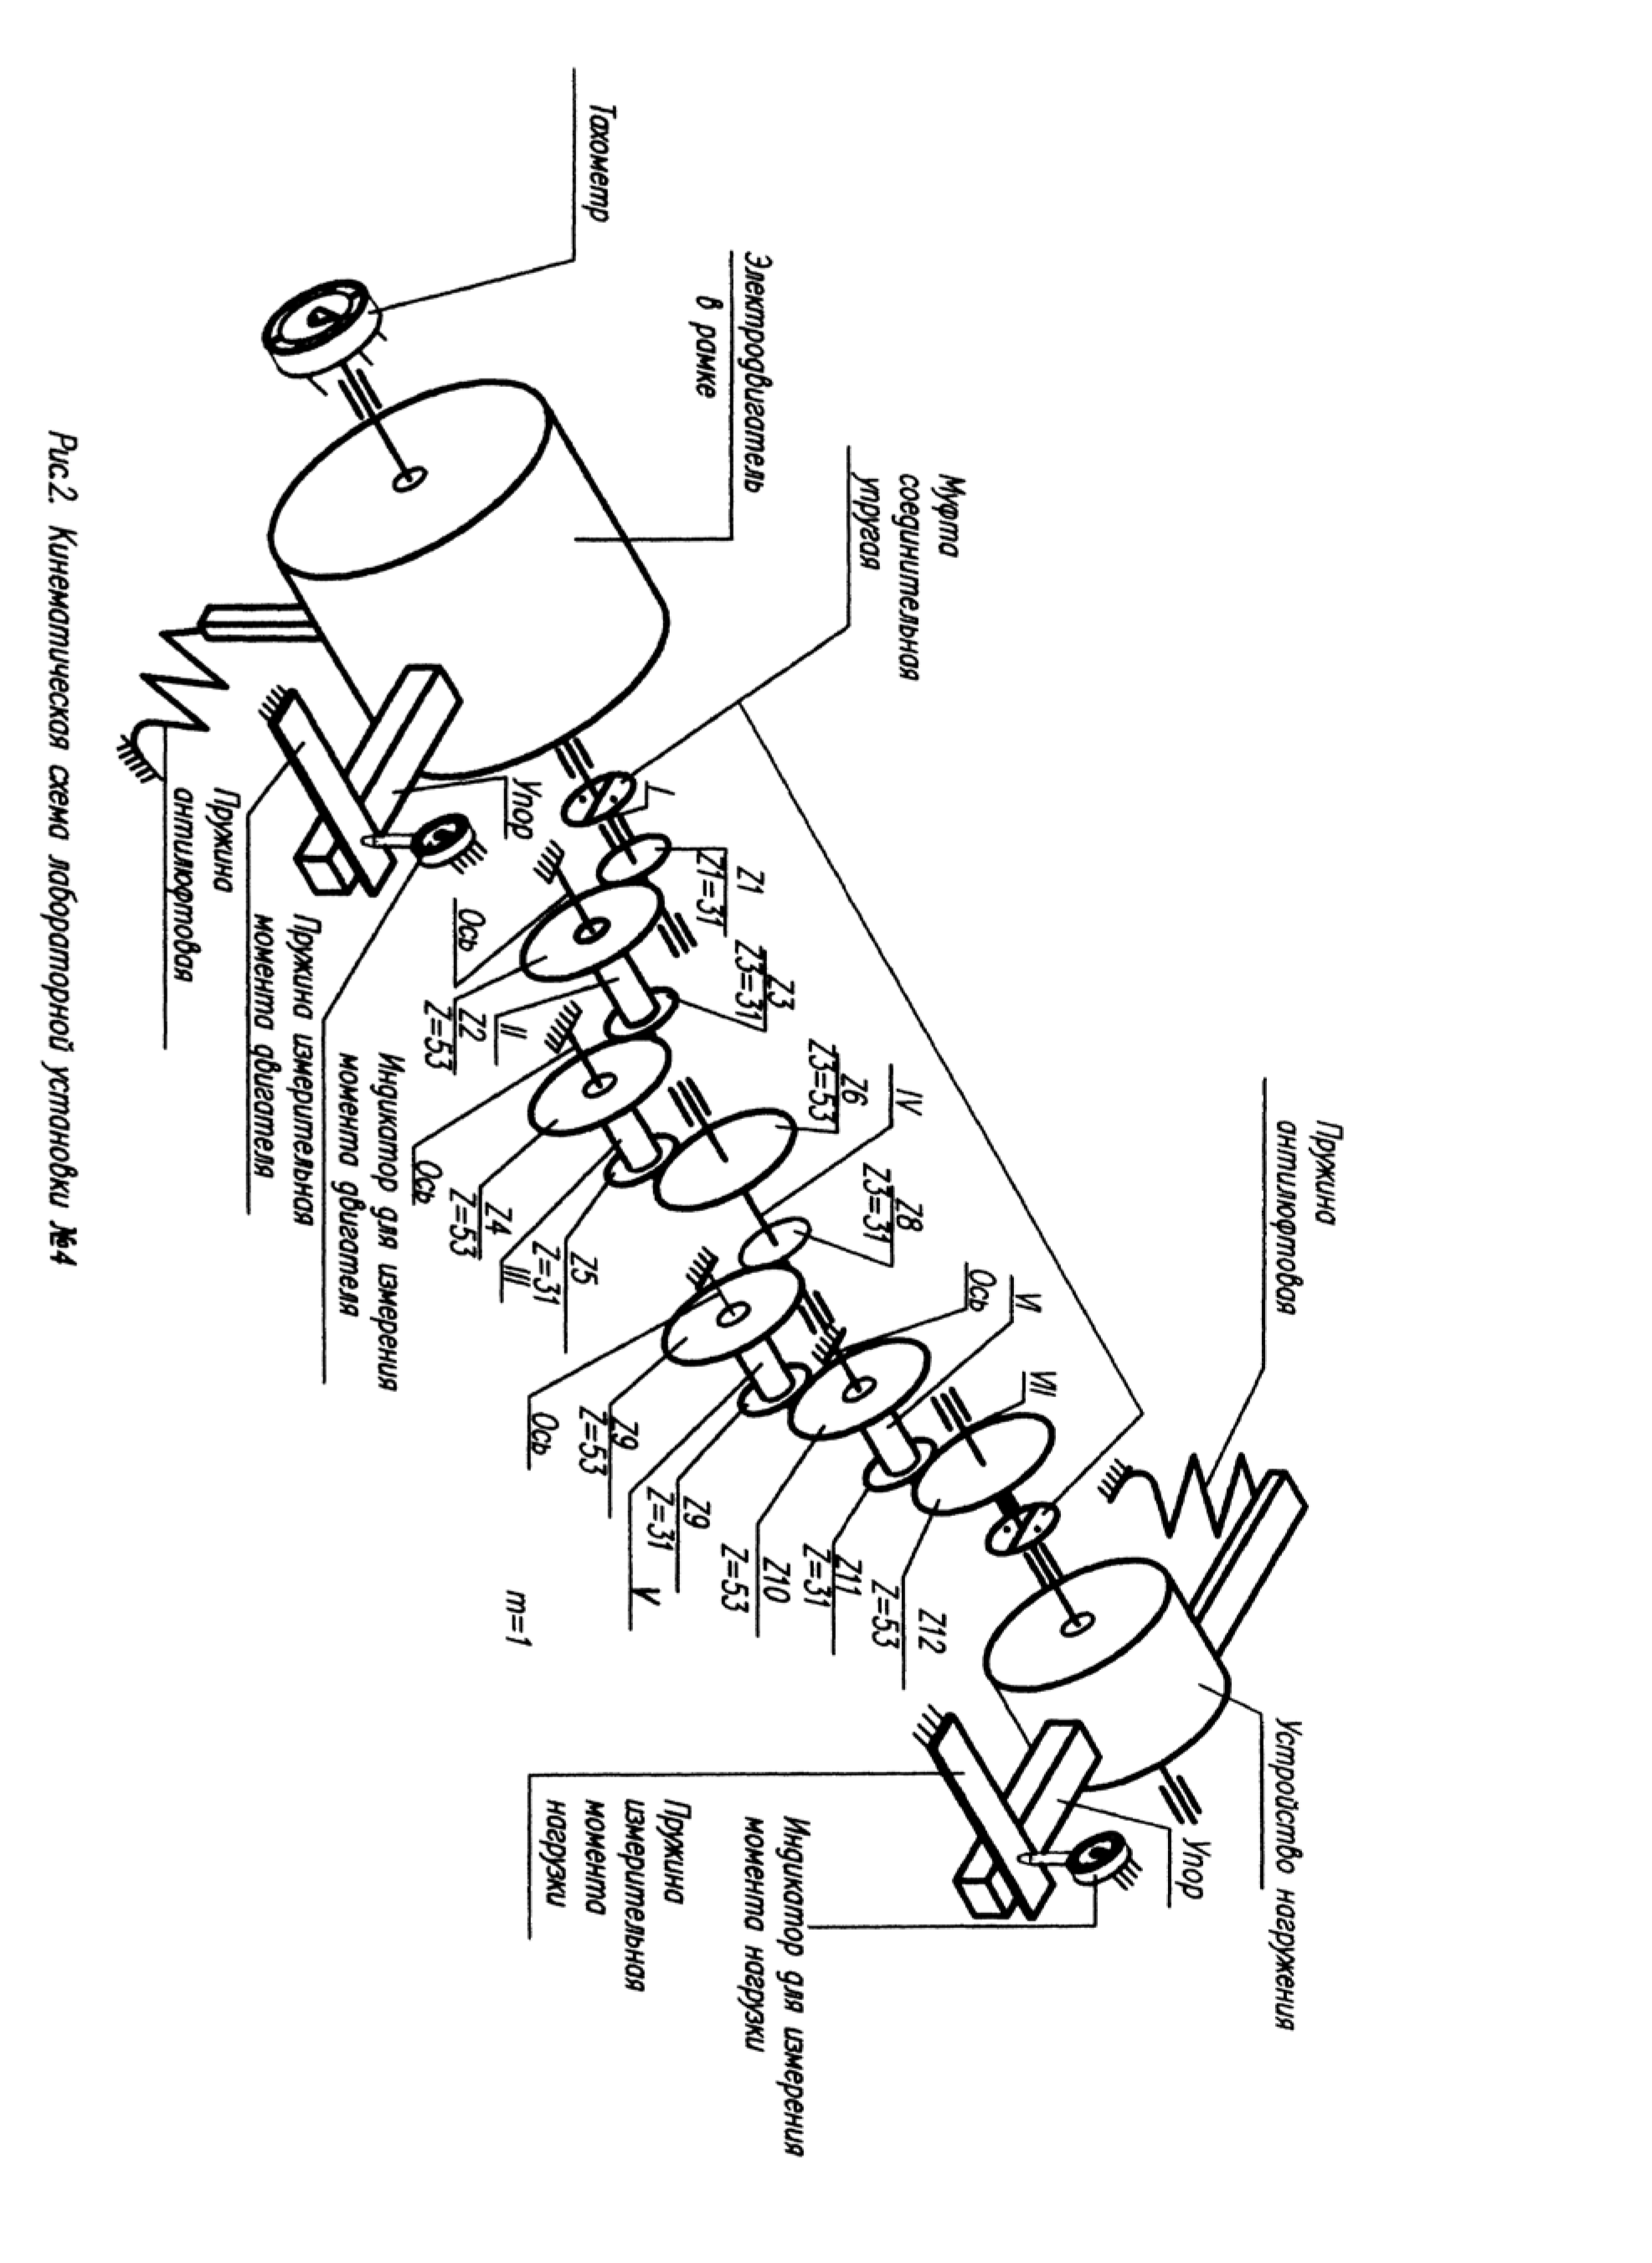 Тахометр
Электродвигатель
в рамке
Муфта
соединительная
упругая
Пружина
антилюфтовая
I
Z1
Z1=31
Z3
Z3=31
Z6
Z3=53
IV
Z8
Z3=31
Ось
VI
VII
Устройство нагружения
Упор
Упор
Ось
II
Z2
Z=53
Ось
Z4
Z=53
III
Z5
Z=31
Ось
Z9
Z=53
V
Z9
Z=31
Z10
Z=53
Z11
Z=31
Z12
Z=53
m=1
Пружина
антилюфтовая
Пружина измерительная
момента двигателя
Индикатор для измерения
момента двигателя
Индикатор для измерения
момента нагрузки
Пружина
измерительная
момента
нагрузки
Рис.2. Кинематическая схема лабораторной установки №4